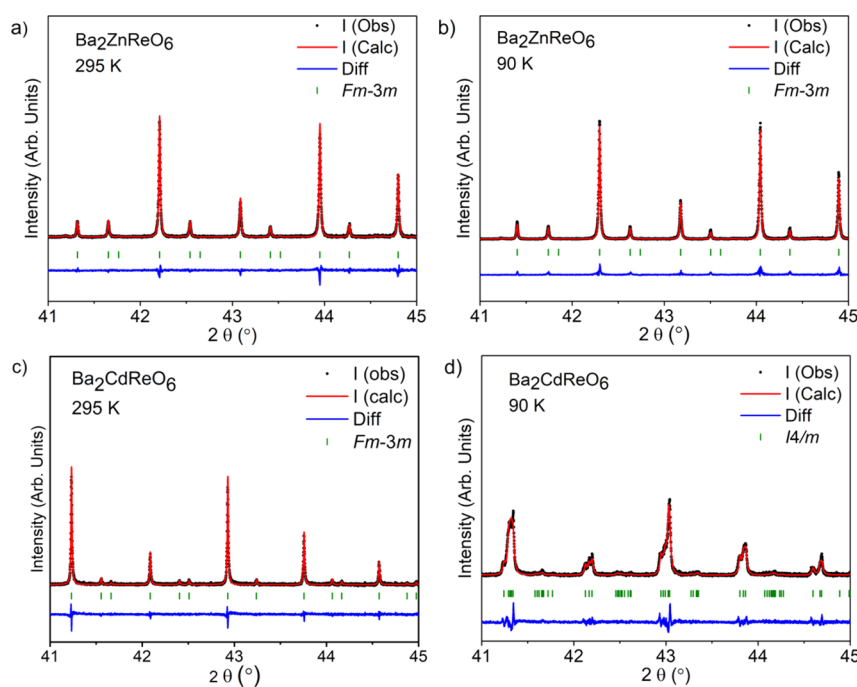 a)
Ba₂ZnReO₆
295 K
I (Obs)
I (Calc)
Diff
Fm-3m
Intensity (Arb. Units)
41 42 43 44 45
2 θ (°)
b)
Ba₂ZnReO₆
90 K
I (Obs)
I (Calc)
Diff
Fm-3m
Intensity (Arb. Units)
41 42 43 44 45
2 θ (°)
c)
Ba₂CdReO₆
295 K
I (obs)
I (calc)
Diff
Fm-3m
Intensity (Arb. Units)
41 42 43 44 45
2 θ (°)
d)
Ba₂CdReO₆
90 K
I (Obs)
I (Calc)
Diff
I4/m
Intensity (Arb. Units)
41 42 43 44 45
2 θ (°)